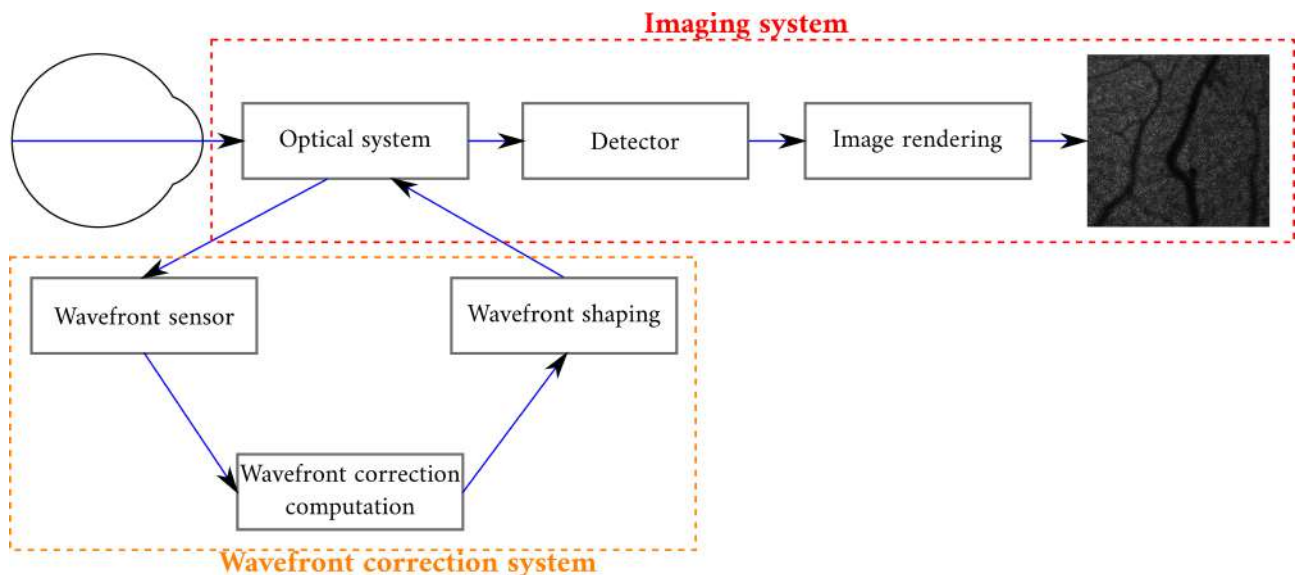 Imaging system
Optical system
Detector
Image rendering
Wavefront sensor
Wavefront shaping
Wavefront correction
computation
Wavefront correction system